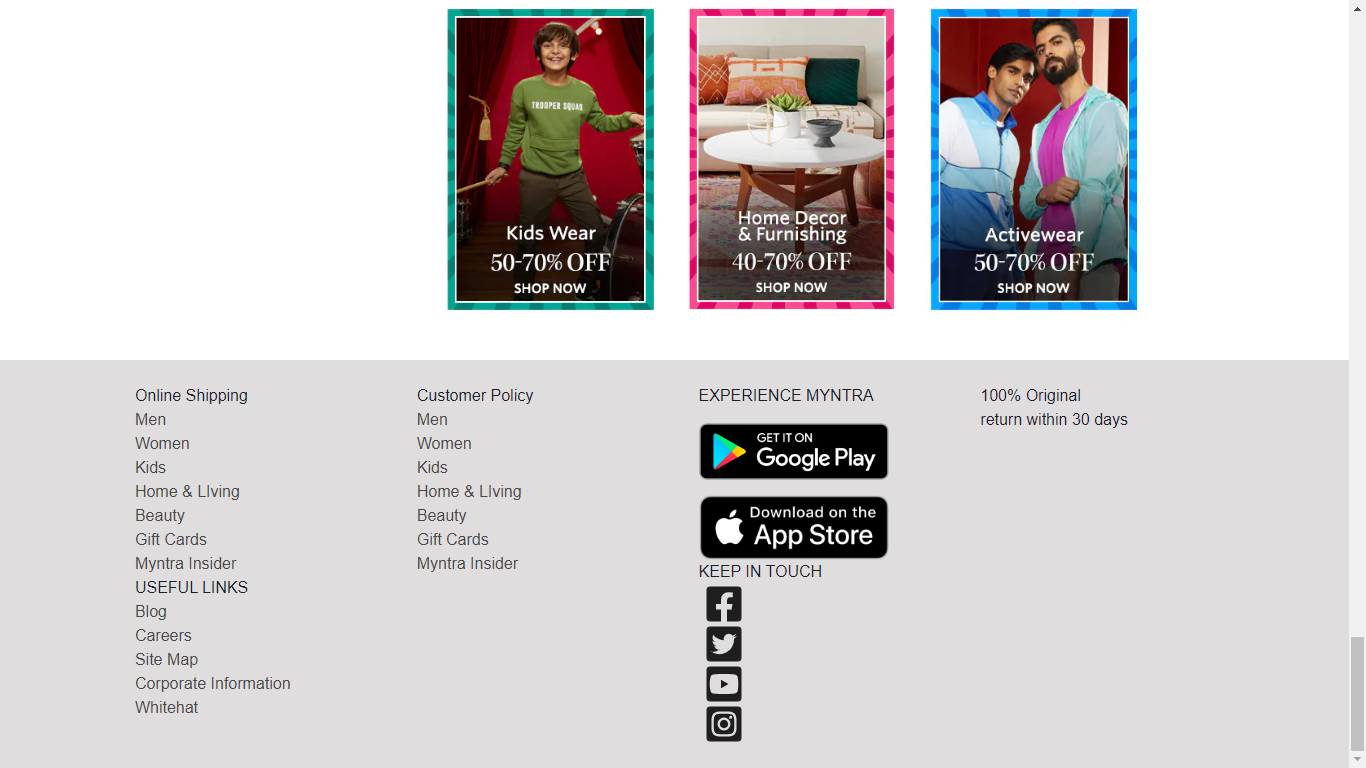 TROOPER SQUAD
Kids Wear
50-70% OFF
SHOP NOW
Home Decor
& Furnishing
40-70% OFF
SHOP NOW
Activewear
50-70% OFF
SHOP NOW
Online Shipping
Men
Women
Kids
Home & LIving
Beauty
Gift Cards
Myntra Insider
USEFUL LINKS
Blog
Careers
Site Map
Corporate Information
Whitehat
Customer Policy
Men
Women
Kids
Home & LIving
Beauty
Gift Cards
Myntra Insider
EXPERIENCE MYNTRA
GET IT ON
Google Play
Download on the
App Store
KEEP IN TOUCH
100% Original
return within 30 days